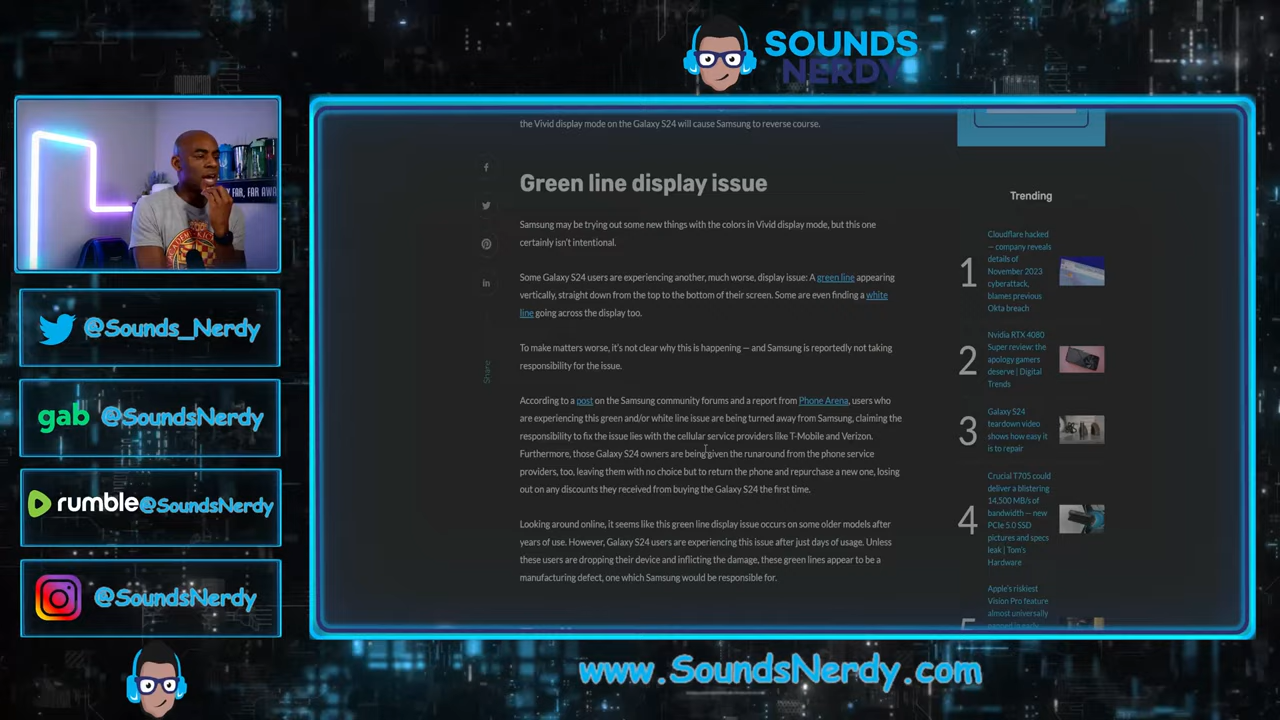 SOUNDS
NERDY
FAR, FAR AWA
@Sounds_Nerdy
gab @SoundsNerdy
rumble @SoundsNerdy
@SoundsNerdy
the Vivid display mode on the Galaxy S24 will cause Samsung to reverse course.
Green line display issue
Samsung may be trying out some new things with the colors in Vivid display mode, but this one
certainly isn't intentional.
Some Galaxy S24 users are experiencing another, much worse, display issue: A green line appearing
vertically, straight down from the top to the bottom of their screen. Some are even finding a white
line going across the display too.
To make matters worse, it's not clear why this is happening — and Samsung is reportedly not taking
responsibility for the issue.
According to a post on the Samsung community forums and a report from Phone Arena, users who
are experiencing this green and/or white line issue are being turned away from Samsung, claiming the
responsibility to fix the issue lies with the cellular service providers like T-Mobile and Verizon.
Furthermore, those Galaxy S24 owners are being given the runaround from the phone service
providers, too, leaving them with no choice but to return the phone and repurchase a new one, losing
out on any discounts they received from buying the Galaxy S24 the first time.
Looking around online, it seems like this green line display issue occurs on some older models after
years of use. However, Galaxy S24 users are experiencing this issue after just days of usage. Unless
these users are dropping their device and inflicting the damage, these green lines appear to be a
manufacturing defect, one which Samsung would be responsible for.
Share
Trending
1
Cloudflare hacked
— company reveals
details of
November 2023
cyberattack,
blames previous
Okta breach
2
Nvidia RTX 4080
Super review: the
apology gamers
deserve | Digital
Trends
3
Galaxy S24
teardown video
shows how easy it
is to repair
4
Crucial T705 could
deliver a blistering
14,500 MB/s of
bandwidth — new
PCIe 5.0 SSD
pictures and specs
leak | Tom's
Hardware
5
Apple's riskiest
Vision Pro feature
almost universally
www.SoundsNerdy.com